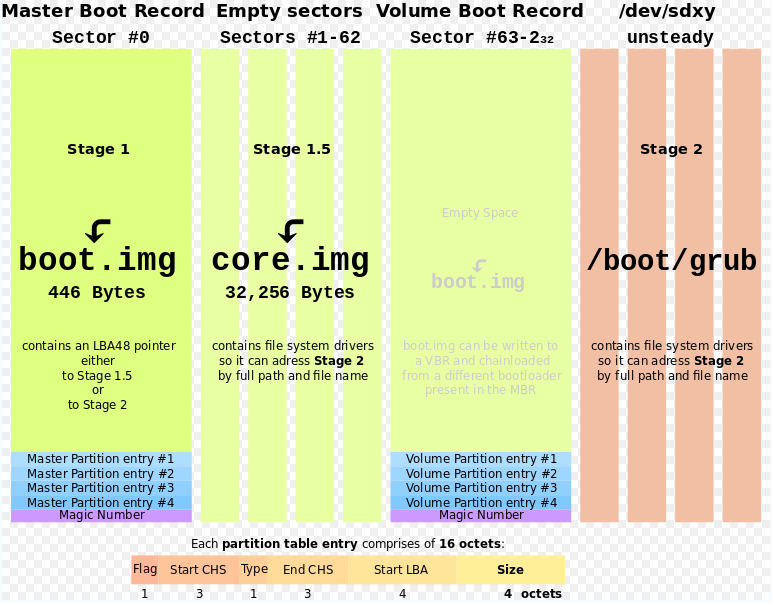 Master Boot Record
Sector #0
Stage 1
boot.img
446 Bytes
contains an LBA48 pointer
either
to Stage 1.5
or
to Stage 2
Master Partition entry #1
Master Partition entry #2
Master Partition entry #3
Master Partition entry #4
Magic Number
Empty sectors
Sectors #1-62
Stage 1.5
core.img
32,256 Bytes
contains file system drivers
so it can adress Stage 2
by full path and file name
Volume Boot Record
Sector #63-2₃₂
Empty Space
boot.img
boot.img can be written to
a VBR and chainloaded
from a different bootloader
present in the MBR
Volume Partition entry #1
Volume Partition entry #2
Volume Partition entry #3
Volume Partition entry #4
Magic Number
/dev/sdxy
unsteady
Stage 2
/boot/grub
contains file system drivers
so it can adress Stage 2
by full path and file name
Each partition table entry comprises of 16 octets:
Flag Start CHS Type End CHS Start LBA Size
1 3 1 3 4 4 octets